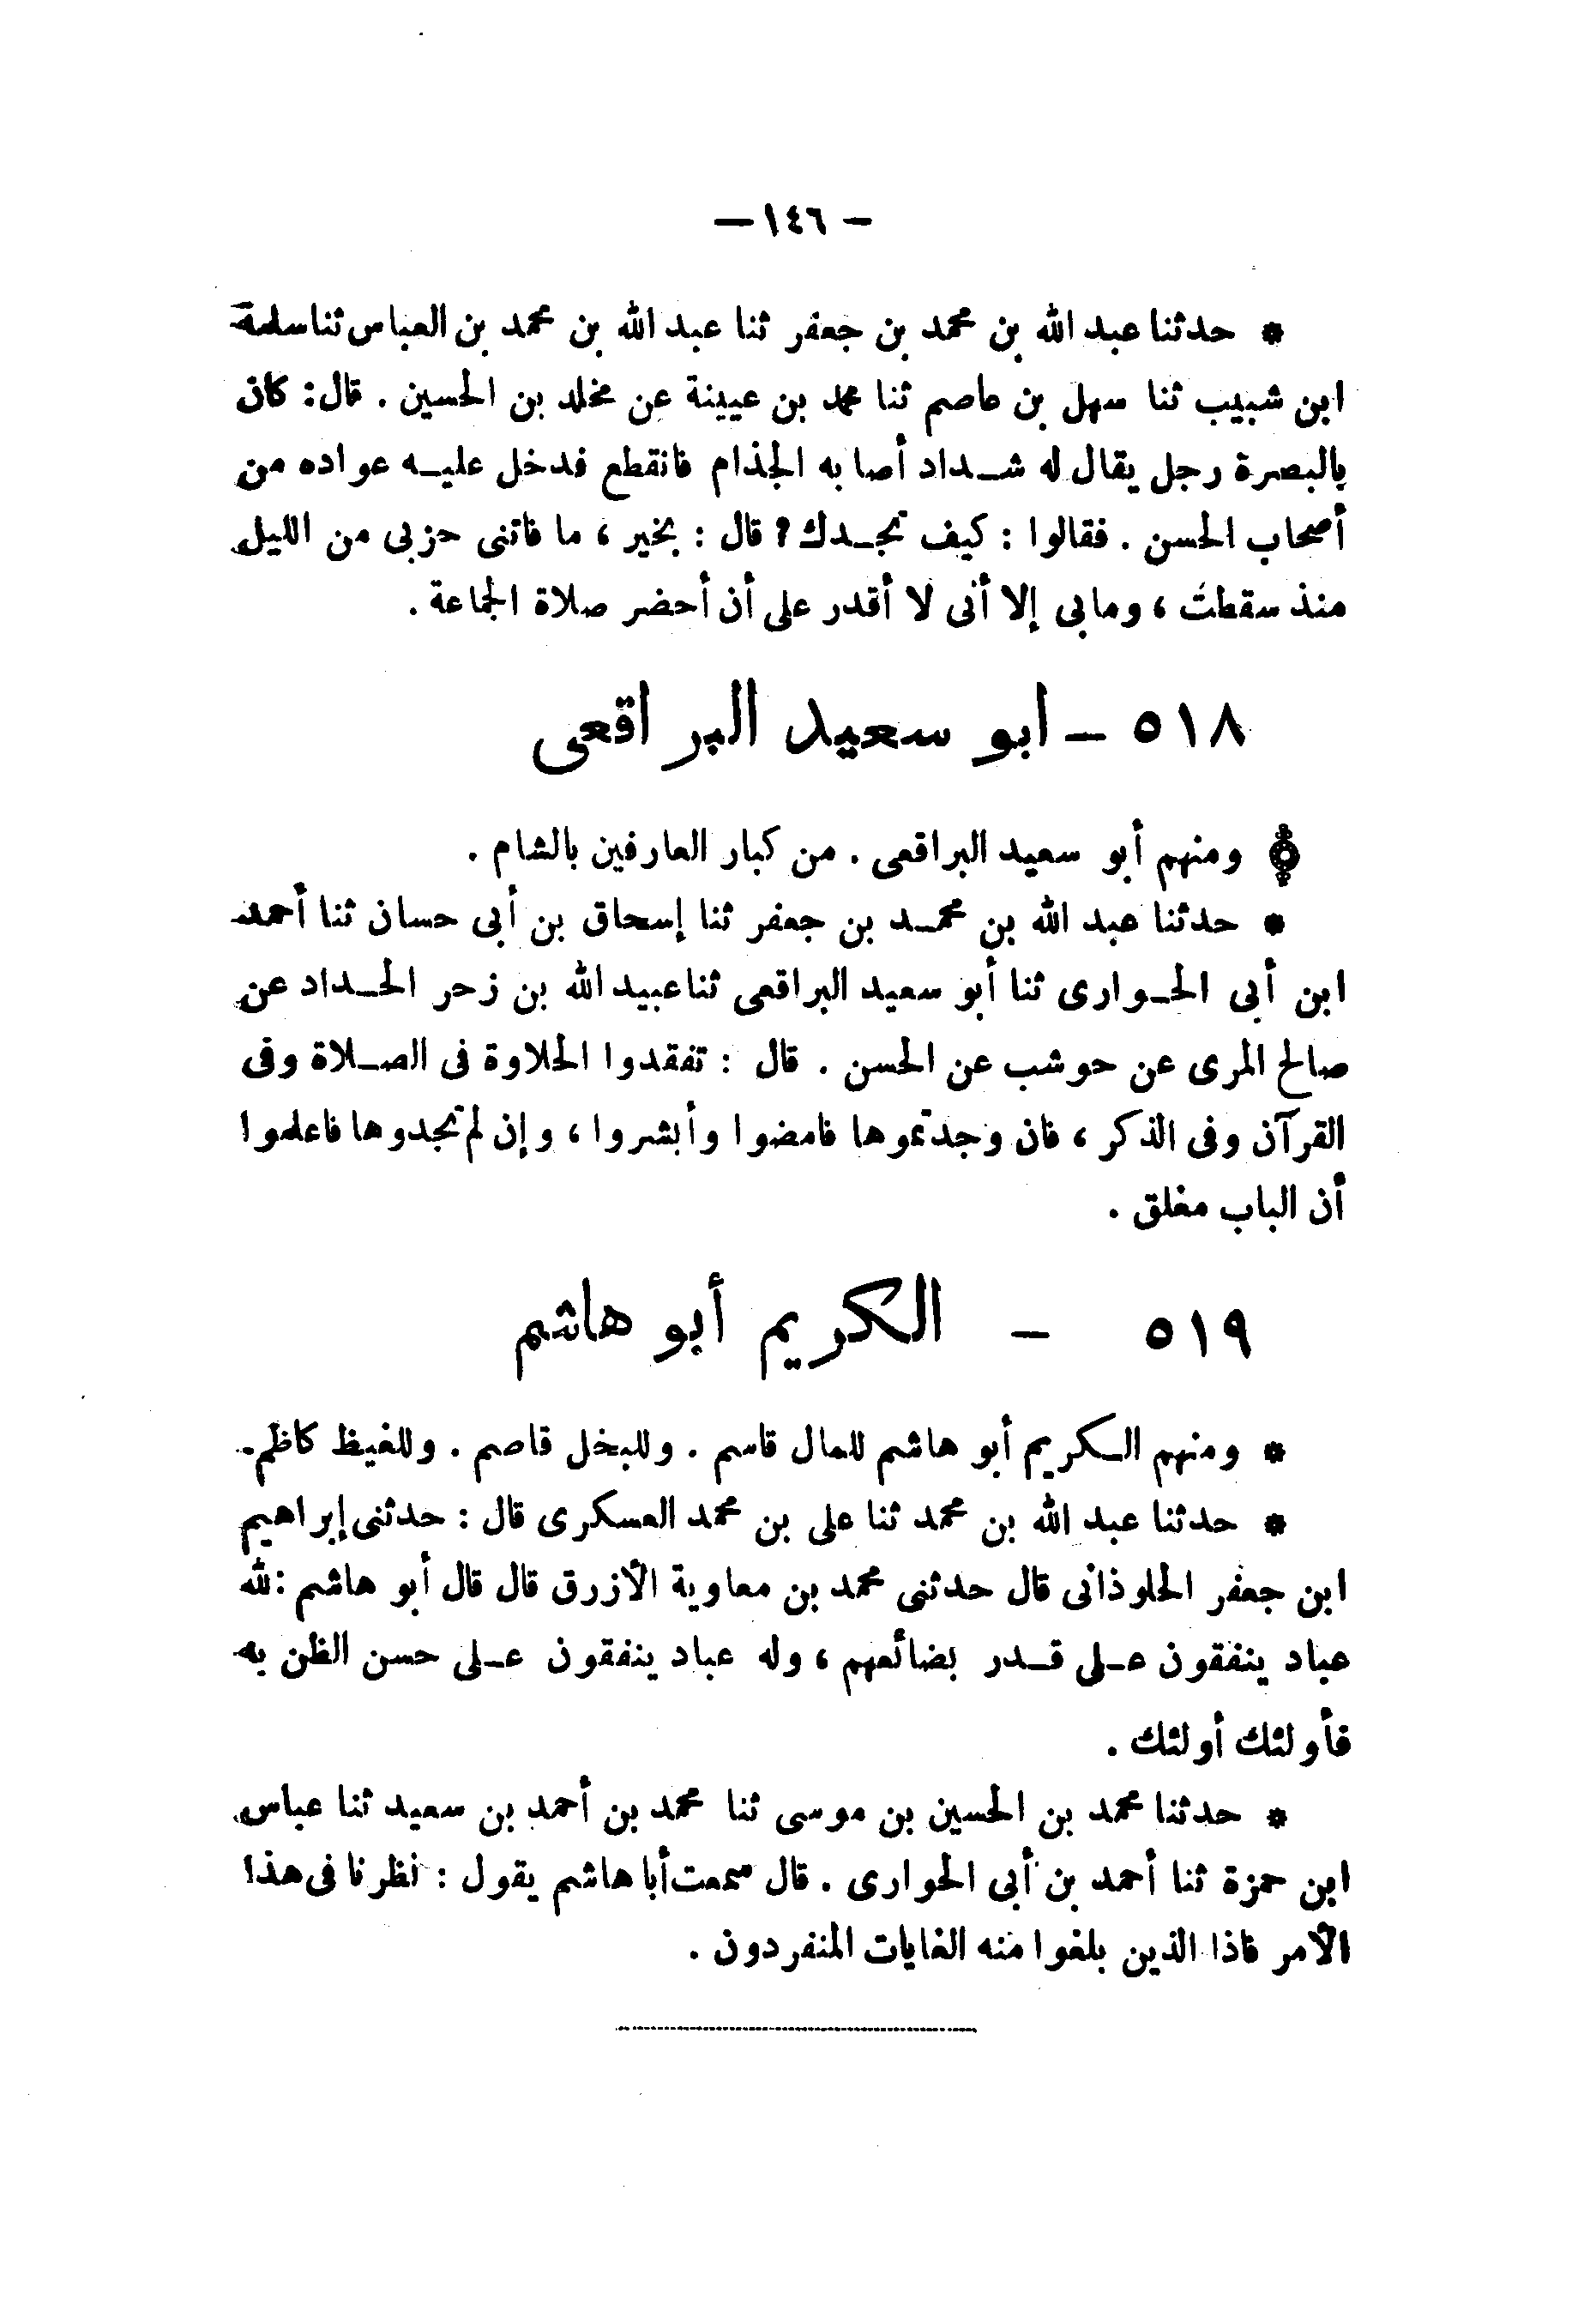 — ١٤٦ —
* حدثنا عبد الله بن محمد بن جعفر ثنا عبد الله بن محمد بن العباس ثنا سلمة
ابن شبيب ثنا سهل بن عاصم ثنا محمد بن عيينة عن مخلد بن الحسين . قال: كان
بالبصرة رجل يقال له شداد أصابه الجذام فانقطع فدخل عليه عواده من
أصحاب الحسن . فقالوا : كيف تجدك ? قال : بخير ، ما فاتنى حزبى من الليل
منذ سقطت ، وما بى إلا أنى لا أقدر على أن أحضر صلاة الجماعة .
٥١٨ — ابو سعيد البراقعى
ومنهم أبو سعيد البراقعى . من كبار العارفين بالشام .
* حدثنا عبد الله بن محمد بن جعفر ثنا إسحاق بن أبى حسان ثنا أحمد
ابن أبى الحوارى ثنا أبو سعيد البراقعى ثنا عبيد الله بن زحر الحداد عن
صالح المرى عن حوشب عن الحسن . قال : تفقدوا الحلاوة فى الصلاة وفى
القرآن وفى الذكر ، فان وجدتموها فامضوا وأبشروا ، وإن لم تجدوها فاعلموا
أن الباب مغلق .
٥١٩ — الكريم أبو هاشم
* ومنهم الكريم أبو هاشم للمال قاسم . وللبخل قاصم . وللغيظ كاظم.
* حدثنا عبد الله بن محمد ثنا على بن محمد العسكرى قال : حدثنى إبراهيم
ابن جعفر الحلوذانى قال حدثنى محمد بن معاوية الأزرق قال قال أبو هاشم : لله
عباد ينفقون على قدر بضائعهم ، وله عباد ينفقون على حسن الظن به
فأولئك أولئك .
* حدثنا محمد بن الحسين بن موسى ثنا محمد بن أحمد بن سعيد ثنا عباس
ابن حمزة ثنا أحمد بن أبى الحوارى . قال سمعت أبا هاشم يقول : نظرنا فى هذا
الأمر فاذا الذين بلغوا منه الغايات المنفردون .